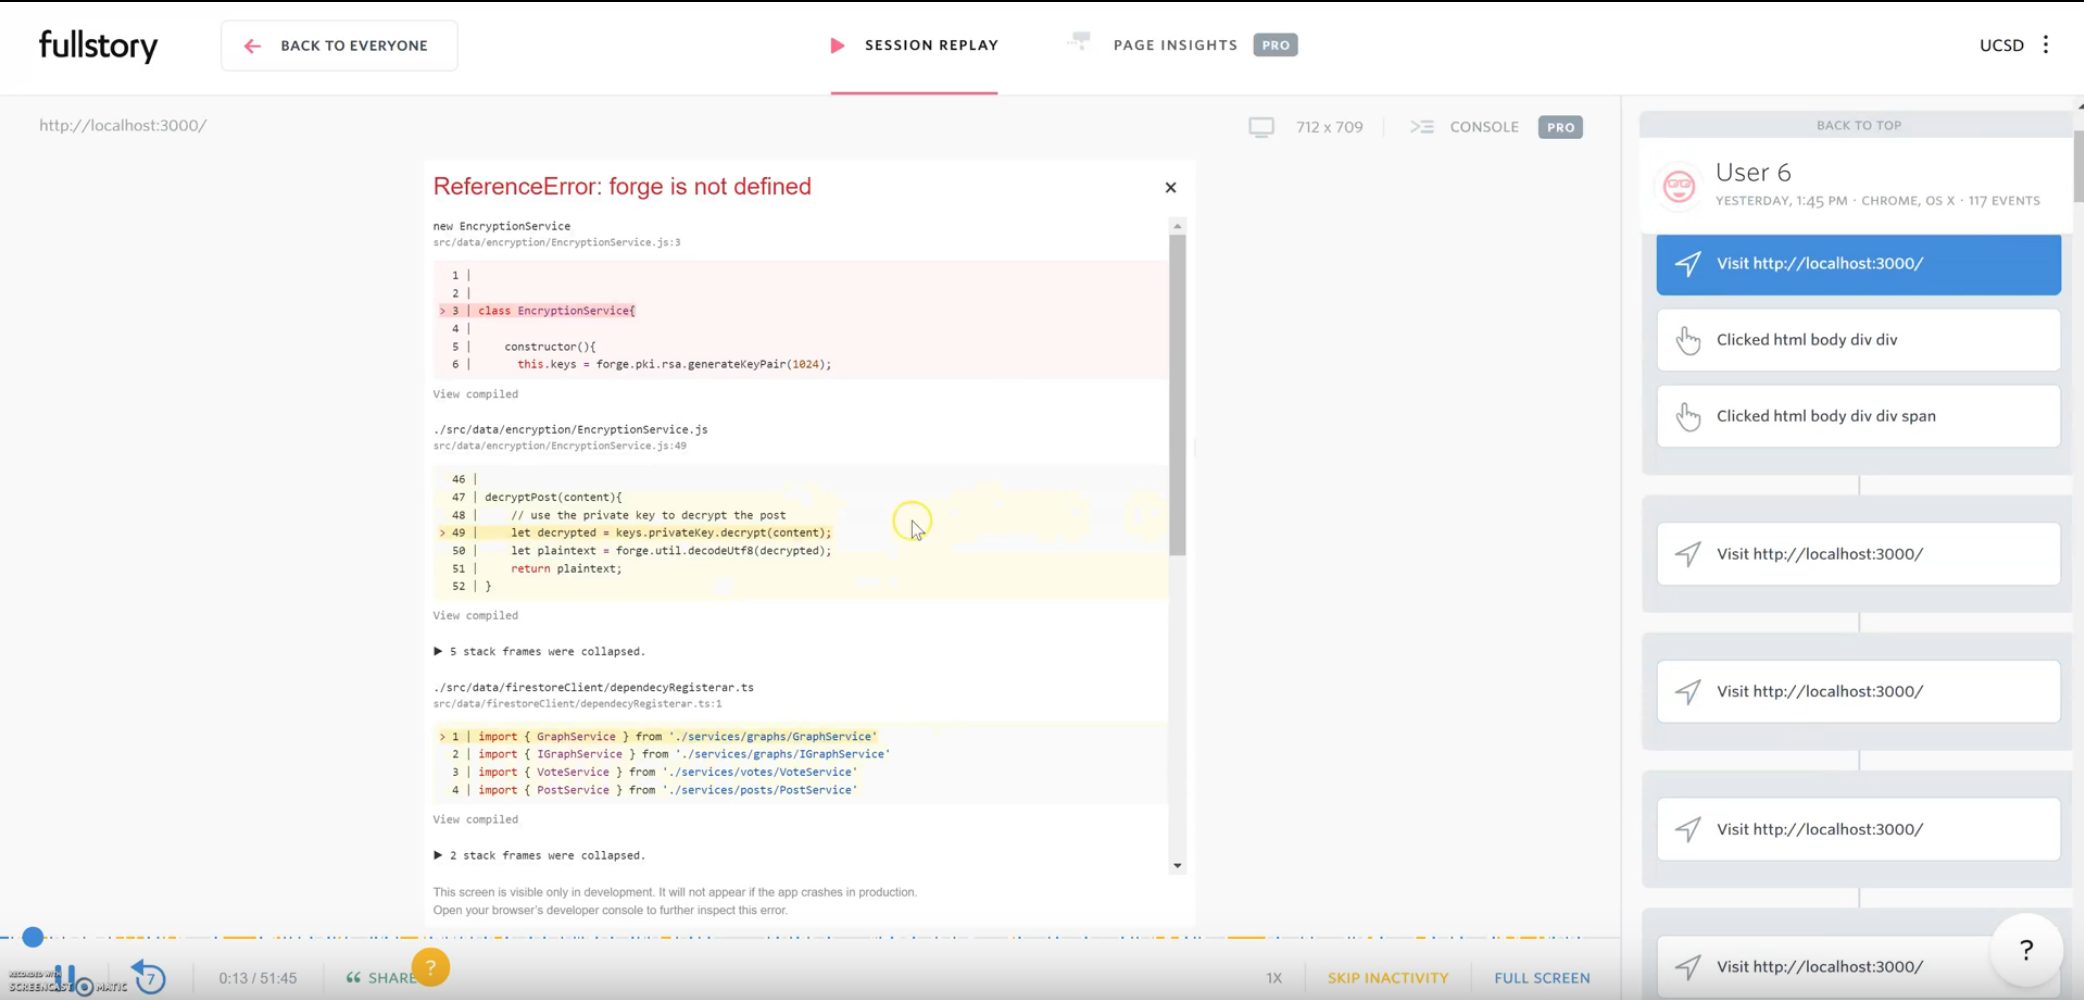 fullstory
BACK TO EVERYONE
SESSION REPLAY
PAGE INSIGHTS PRO
UCSD
http://localhost:3000/
712 x 709
CONSOLE PRO
ReferenceError: forge is not defined
new EncryptionService
src/data/encryption/EncryptionService.js:3
1 |
2 |
> 3 | class EncryptionService{
4 |
5 | constructor(){
6 | this.keys = forge.pki.rsa.generateKeyPair(1024);
View compiled
./src/data/encryption/EncryptionService.js
src/data/encryption/EncryptionService.js:49
46 |
47 | decryptPost(content){
48 | // use the private key to decrypt the post
> 49 | let decrypted = keys.privateKey.decrypt(content);
50 | let plaintext = forge.util.decodeUtf8(decrypted);
51 | return plaintext;
52 | }
View compiled
▶ 5 stack frames were collapsed.
./src/data/firestoreClient/dependecyRegisterar.ts
src/data/firestoreClient/dependecyRegisterar.ts:1
> 1 | import { GraphService } from './services/graphs/GraphService'
2 | import { IGraphService } from './services/graphs/IGraphService'
3 | import { VoteService } from './services/votes/VoteService'
4 | import { PostService } from './services/posts/PostService'
View compiled
▶ 2 stack frames were collapsed.
This screen is visible only in development. It will not appear if the app crashes in production.
Open your browser's developer console to further inspect this error.
BACK TO TOP
User 6
YESTERDAY, 1:45 PM · CHROME, OS X · 117 EVENTS
Visit http://localhost:3000/
Clicked html body div div
Clicked html body div div span
Visit http://localhost:3000/
Visit http://localhost:3000/
Visit http://localhost:3000/
Visit http://localhost:3000/
?
RECORDED WITH
SCREENCAST MATIC
7
0:13 / 51:45
SHARE
?
1X
SKIP INACTIVITY
FULL SCREEN